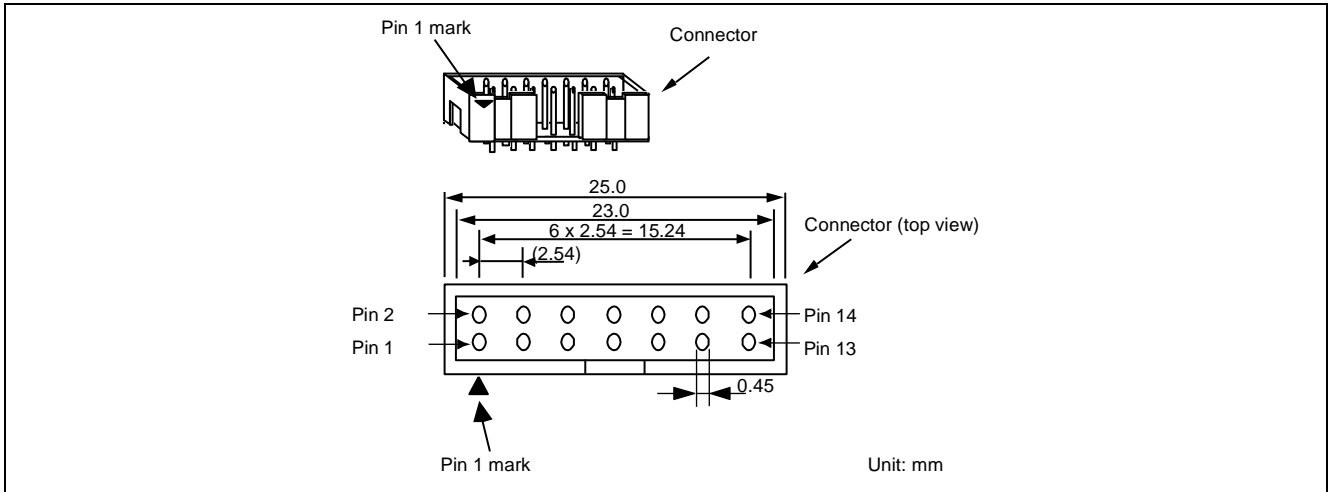 Pin 1 mark
Connector
25.0
23.0
6 x 2.54 = 15.24
(2.54)
Connector (top view)
Pin 2
Pin 14
Pin 1
Pin 13
0.45
Pin 1 mark
Unit: mm